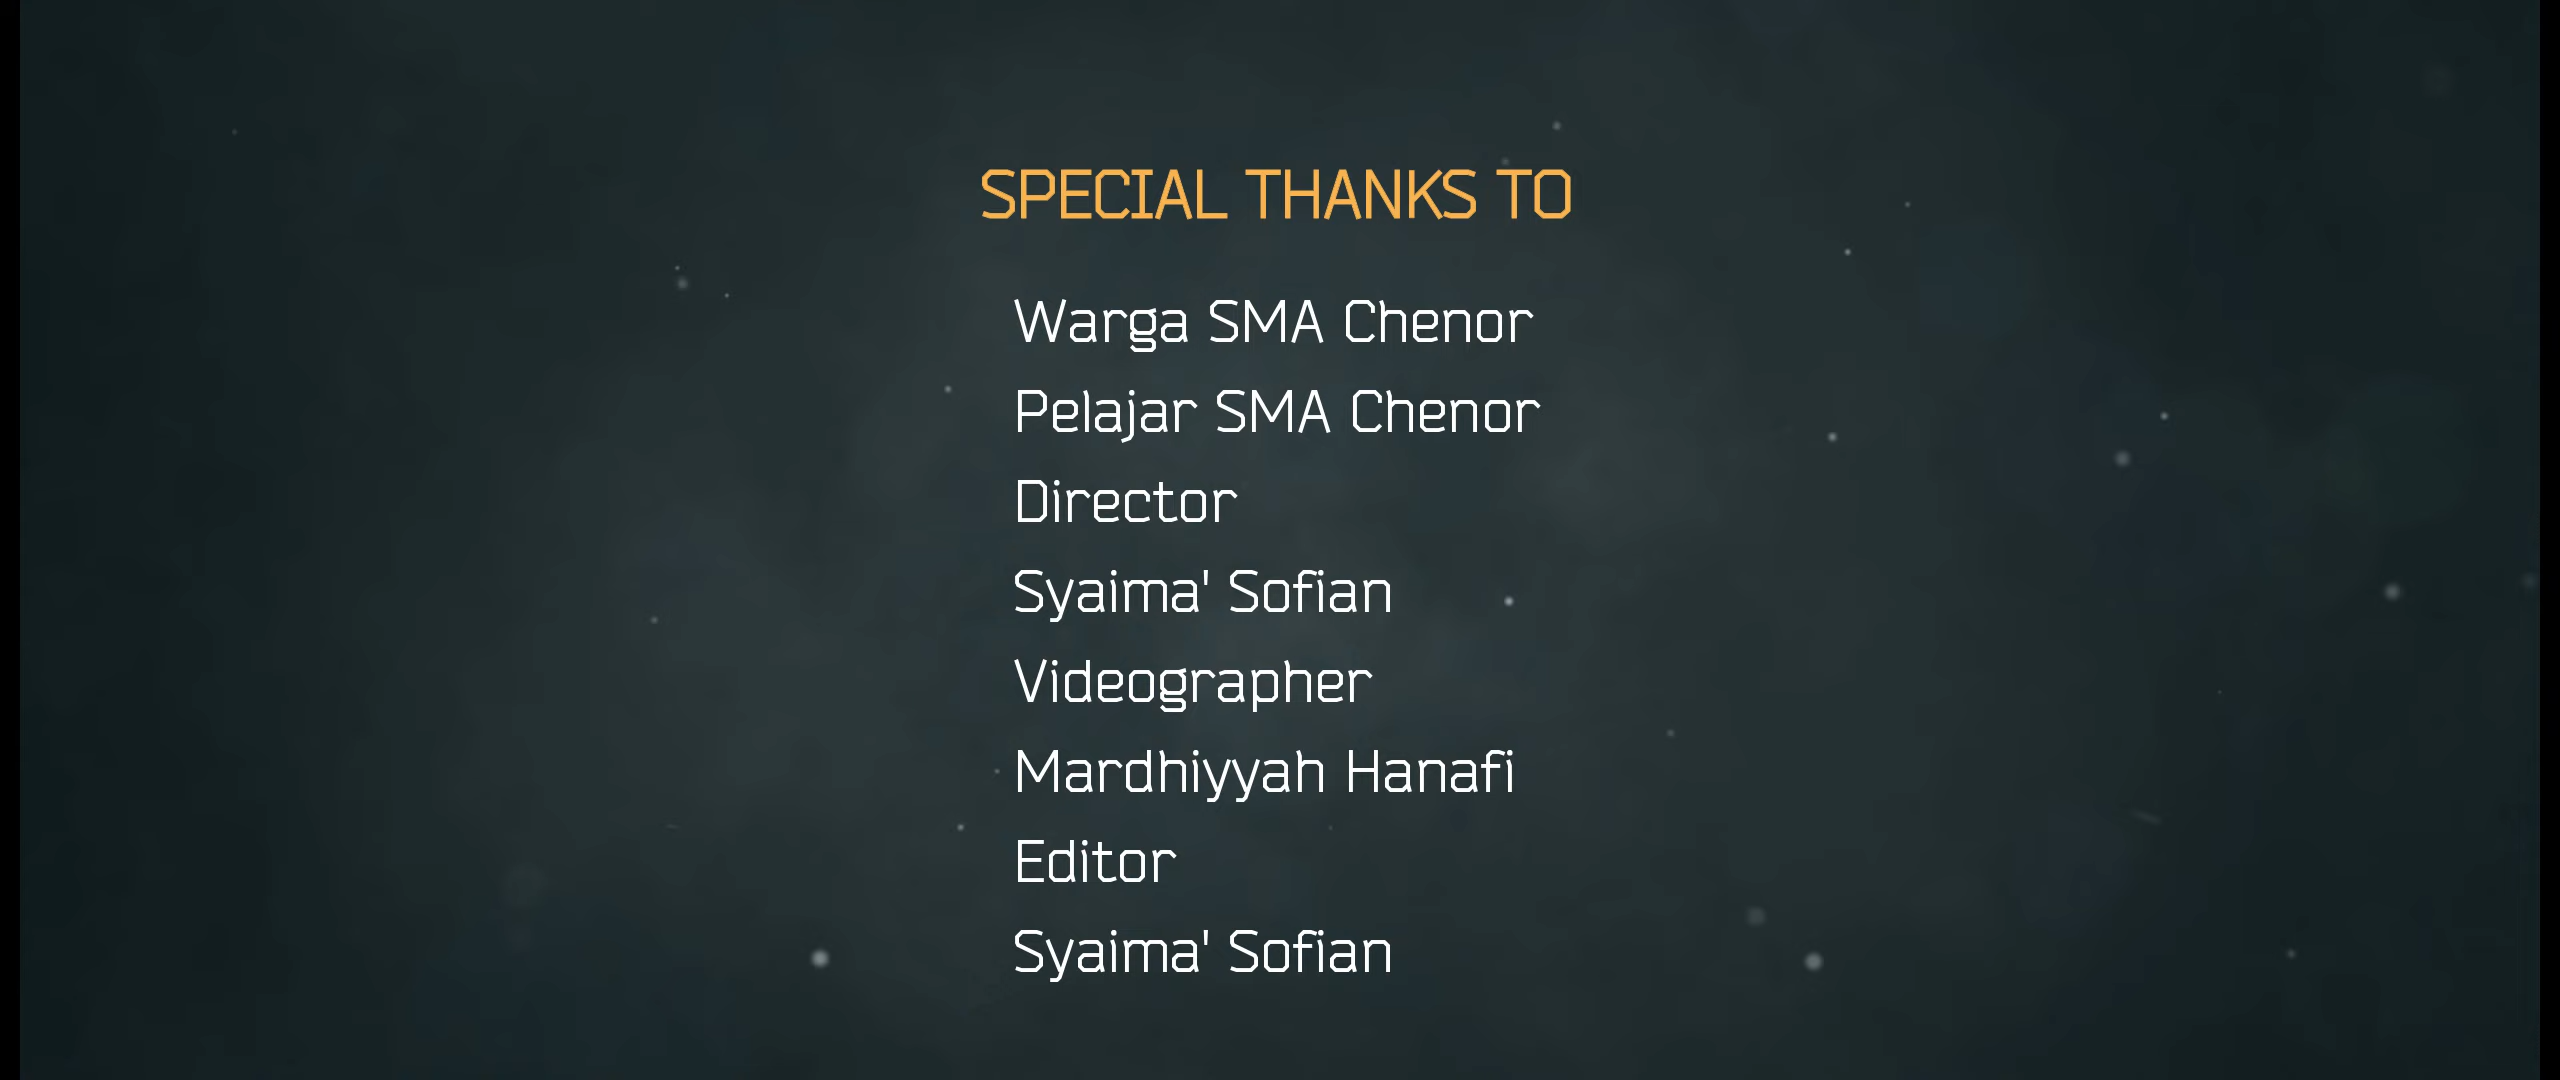 SPECIAL THANKS TO
Warga SMA Chenor
Pelajar SMA Chenor
Director
Syaima' Sofian
Videographer
Mardhiyyah Hanafi
Editor
Syaima' Sofian